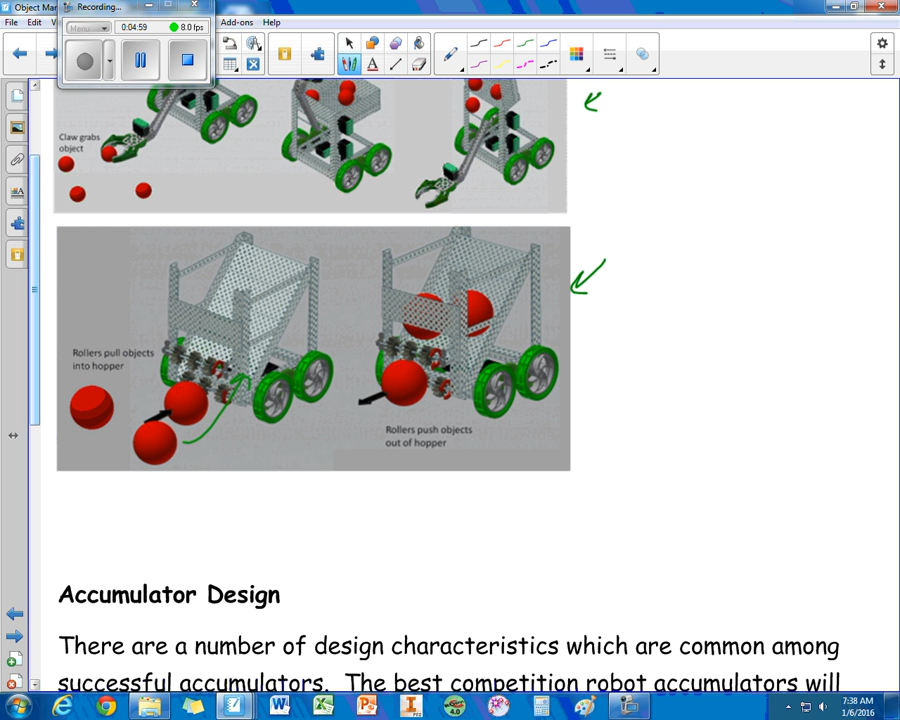 Object Mar
Recording...
File Edit V
Add-ons Help
Menu
0:04:59
8.0 fps
A
Claw grabs
object
Rollers pull objects
into hopper
Rollers push objects
out of hopper
Accumulator Design
There are a number of design characteristics which are common among
successful accumulators. The best competition robot accumulators will
7:38 AM
1/6/2016